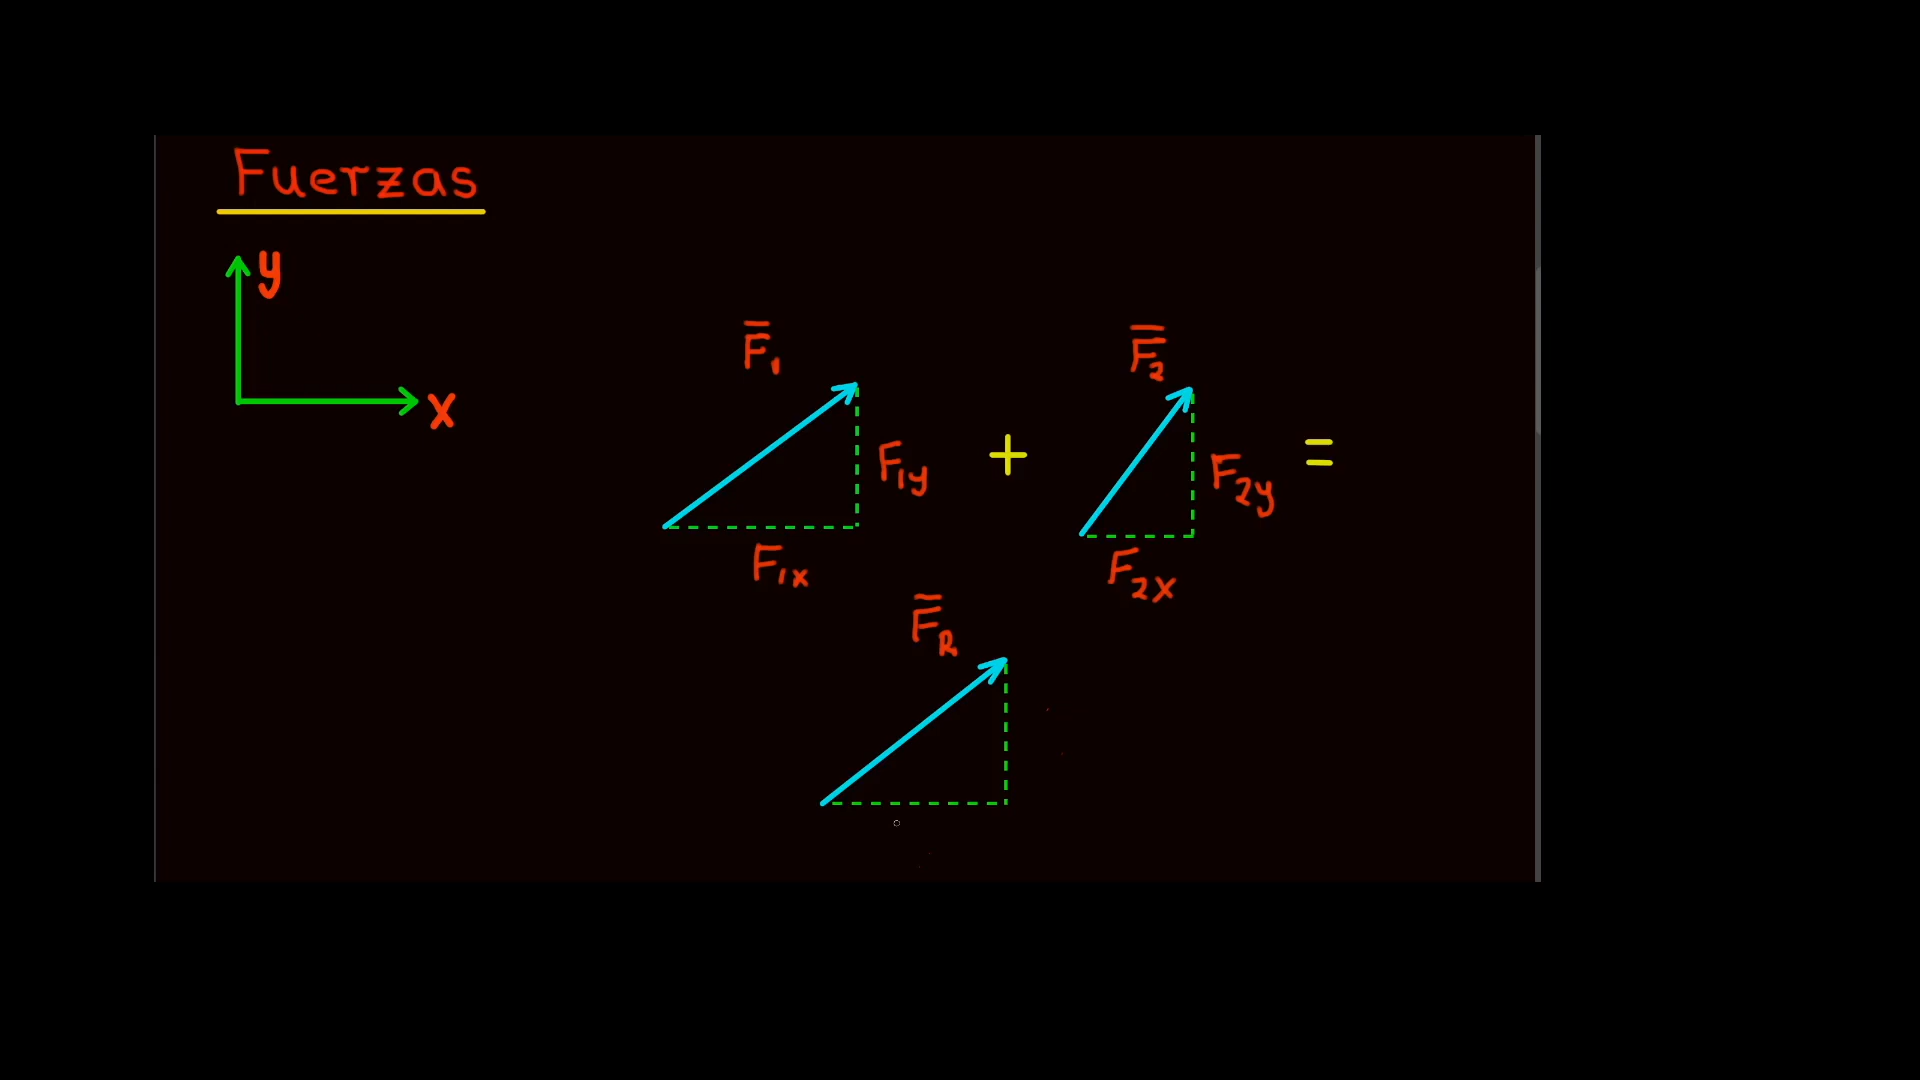 Fuerzas
y
x
F̅₁
F̅₂
F₁y
+
F₂y
=
F₁ₓ
F₂ₓ
F̅ᵣ